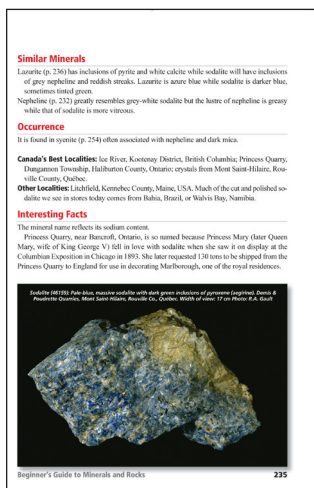 Similar Minerals
Lazurite (p. 236) has inclusions of pyrite and white calcite while sodalite will have inclusions
of grey nepheline and reddish streaks. Lazurite is azure blue while sodalite is darker blue,
sometimes tinted green.
Nepheline (p. 232) greatly resembles grey-white sodalite but the lustre of nepheline is greasy
while that of sodalite is more vitreous.
Occurrence
It is found in syenite (p. 254) often associated with nepheline and dark mica.
Canada's Best Localities: Ice River, Kootenay District, British Columbia; Princess Quarry,
Dungannon Township, Haliburton County, Ontario; crystals from Mont Saint-Hilaire, Rou-
ville County, Québec.
Other Localities: Litchfield, Kennebec County, Maine, USA. Much of the cut and polished so-
dalite we see in stores today comes from Bahia, Brazil, or Walvis Bay, Namibia.
Interesting Facts
The mineral name reflects its sodium content.
Princess Quarry, near Bancroft, Ontario, is so named because Princess Mary (later Queen
Mary, wife of King George V) fell in love with sodalite when she saw it on display at the
Columbian Exposition in Chicago in 1893. She later requested 130 tons to be shipped from the
Princess Quarry to England for use in decorating Marlborough, one of the royal residences.
Sodalite (46159): Pale-blue, massive sodalite with dark green inclusions of pyroxene (aegirine). Demix &
Poudrette Quarries, Mont Saint-Hilaire, Rouville Co., Québec. Width of view: 17 cm Photo: R.A. Gault
Beginner's Guide to Minerals and Rocks 235